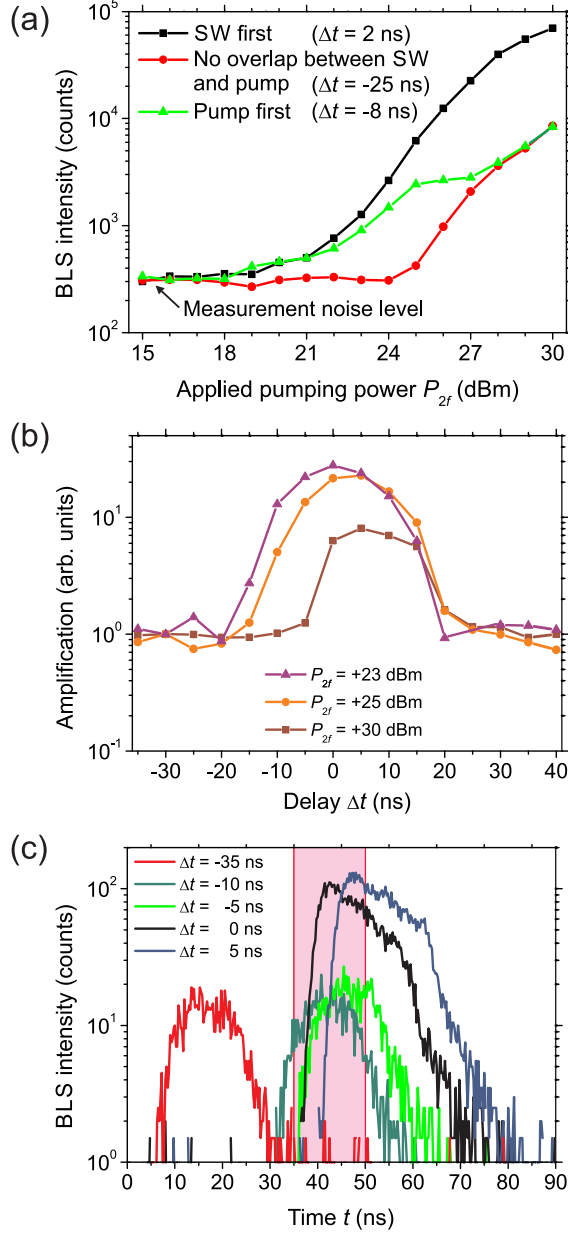 (a)
10^5
10^4
10^3
10^2
BLS intensity (counts)
SW first (Δt = 2 ns)
No overlap between SW
and pump (Δt = -25 ns)
Pump first (Δt = -8 ns)
Measurement noise level
15 18 21 24 27 30
Applied pumping power P_2f (dBm)
(b)
10^1
10^0
10^-1
Amplification (arb. units)
P_2f = +23 dBm
P_2f = +25 dBm
P_2f = +30 dBm
-30 -20 -10 0 10 20 30 40
Delay Δt (ns)
(c)
10^2
10^1
10^0
BLS intensity (counts)
Δt = -35 ns
Δt = -10 ns
Δt = -5 ns
Δt = 0 ns
Δt = 5 ns
0 10 20 30 40 50 60 70 80 90
Time t (ns)